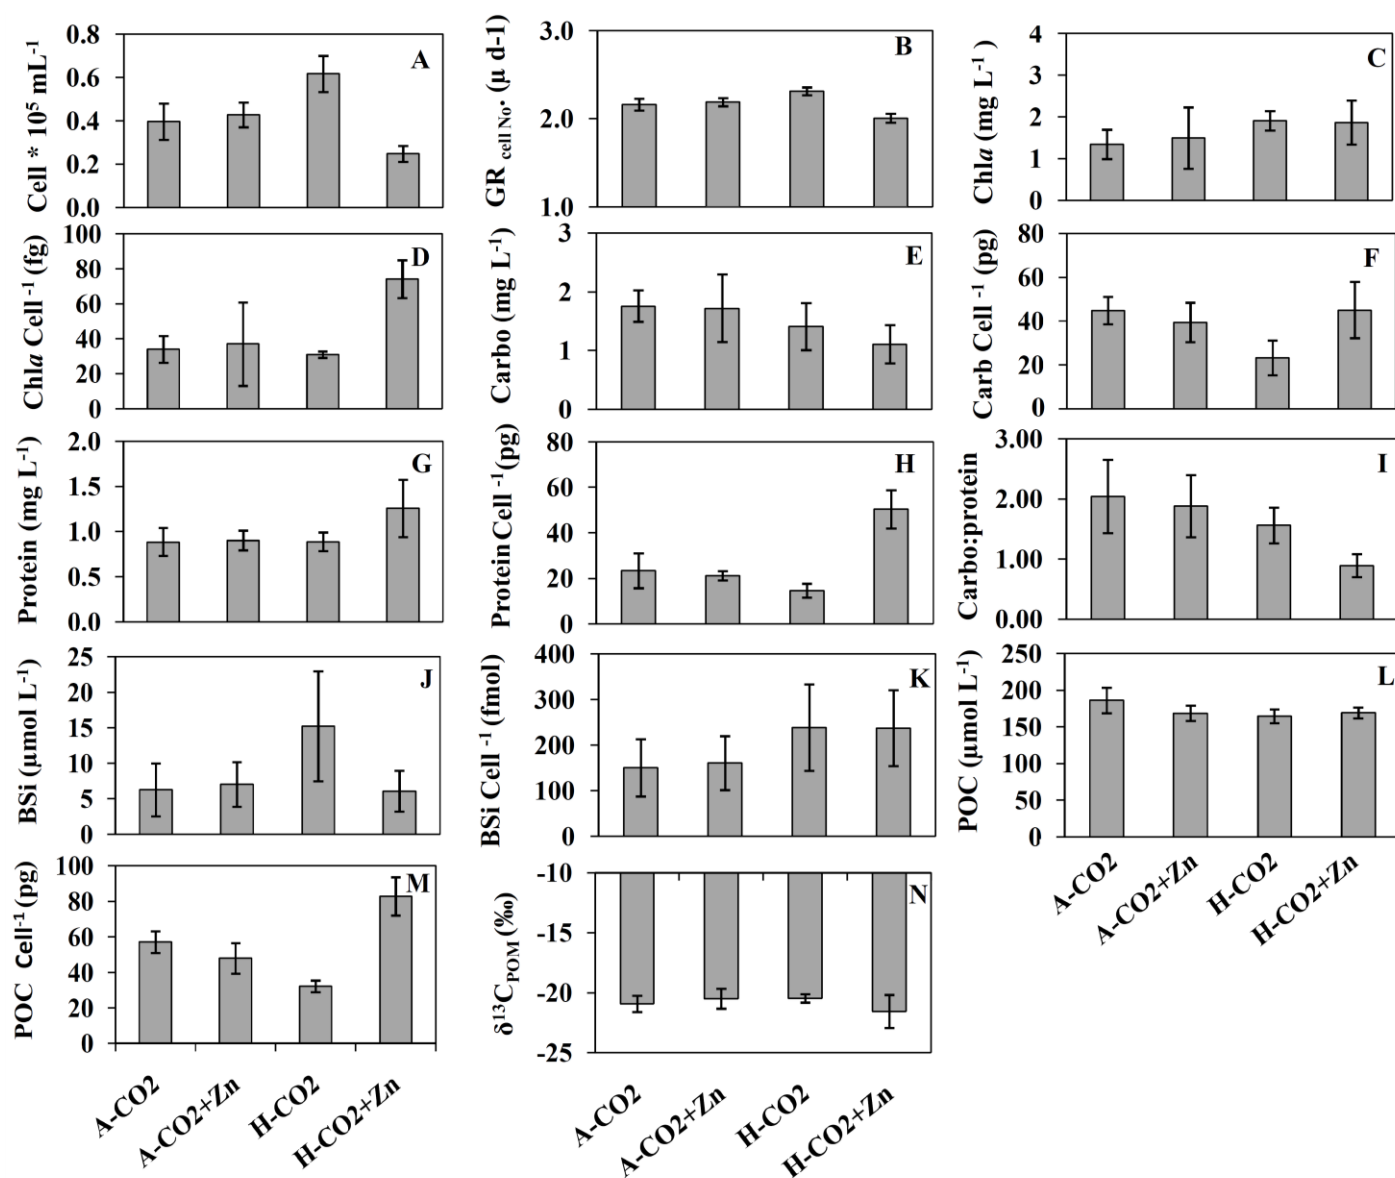 Cell * 10⁵ mL⁻¹
0.8
0.6
0.4
0.2
0.0
A
GR cell No. (µ d-1)
3.0
2.0
1.0
B
Chla (mg L⁻¹)
4
3
2
1
0
C
Chla Cell⁻¹ (fg)
100
80
60
40
20
0
D
Carbo (mg L⁻¹)
3
2
1
0
E
Carb Cell ⁻¹ (pg)
80
60
40
20
0
F
Protein (mg L⁻¹)
2.0
1.5
1.0
0.5
0.0
G
Protein Cell ⁻¹(pg)
80
60
40
20
0
H
Carbo:protein
3.00
2.00
1.00
0.00
I
BSi (µmol L⁻¹)
25
20
15
10
5
0
J
BSi Cell ⁻¹ (fmol)
400
300
200
100
0
K
POC (µmol L⁻¹)
250
200
150
100
50
0
L
A-CO2
A-CO2+Zn
H-CO2
H-CO2+Zn
POC Cell⁻¹ (pg)
100
80
60
40
20
0
M
A-CO2
A-CO2+Zn
H-CO2
H-CO2+Zn
δ¹³C POM (‰)
-10
-15
-20
-25
N
A-CO2
A-CO2+Zn
H-CO2
H-CO2+Zn